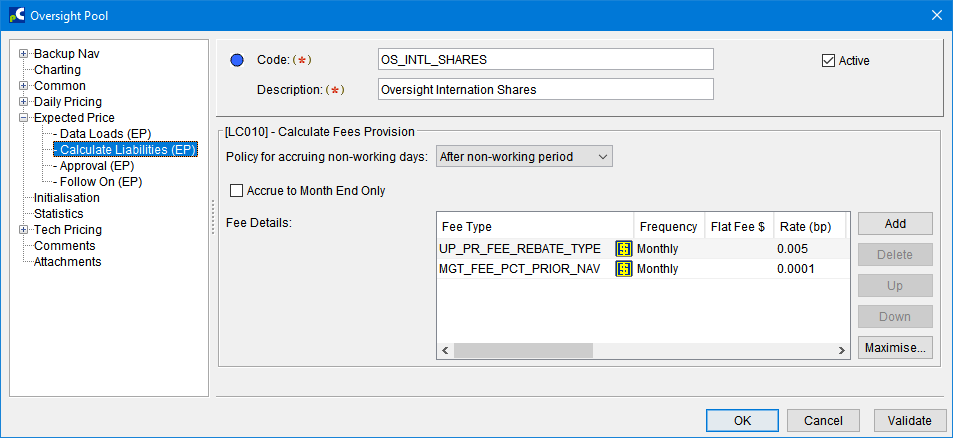 Oversight Pool
Backup Nav
Charting
Common
Daily Pricing
Expected Price
- Data Loads (EP)
- Calculate Liabilities (EP)
- Approval (EP)
- Follow On (EP)
Initialisation
Statistics
Tech Pricing
Comments
Attachments
Code: (*) OS_INTL_SHARES Active
Description: (*) Oversight Internation Shares
[LC010] - Calculate Fees Provision
Policy for accruing non-working days: After non-working period
Accrue to Month End Only
Fee Details:
Fee Type Frequency Flat Fee $ Rate (bp)
UP_PR_FEE_REBATE_TYPE Monthly 0.005
MGT_FEE_PCT_PRIOR_NAV Monthly 0.0001
Add
Delete
Up
Down
Maximise...
OK Cancel Validate